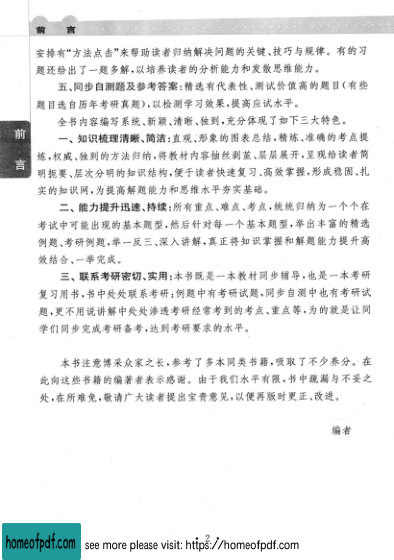 前 言
安排有“方法点击”来帮助读者归纳解决问题的关键、技巧与规律。有的习
题还给出了一题多解,以培养读者的分析能力和发散思维能力。
五、同步自测题及参考答案:精选有代表性、测试价值高的题目(有些
题目选自历年考研真题),以检测学习效果,提高应试水平。
全书内容编写系统、新颖、清晰、独到,充分体现了如下三大特色。
一、知识梳理清晰、简洁:直观、形象的图表总结,精炼、准确的考点提
炼,权威、独到的方法归纳,将教材内容抽丝剥茧、层层展开,呈现给读者简
明扼要、层次分明的知识结构,便于读者快速复习、高效掌握,形成稳固、扎
实的知识网,为提高解题能力和思维水平夯实基础。
二、能力提升迅速、持续:所有重点、难点、考点,统统归纳为一个个在
考试中可能出现的基本题型,然后针对每一个基本题型,举出丰富的精选
例题、考研例题,举一反三、深入讲解,真正将知识掌握和解题能力提升高
效结合、一举完成。
三、联系考研密切、实用:本书既是一本教材同步辅导,也是一本考研
复习用书,书中处处联系考研:例题中有考研试题,同步自测中也有考研试
题,更不用说讲解中处处渗透考研经常考到的考点、重点等,为的就是让同
学们同步完成考研备考,达到考研要求的水平。
本书注意博采众家之长,参考了多本同类书籍,吸取了不少养分。在
此向这些书籍的编著者表示感谢。由于我们水平有限,书中疏漏与不妥之
处,在所难免,敬请广大读者提出宝贵意见,以便再版时更正、改进。
编者
前
言
· 2 ·
homeofpdf.com
see more please visit: https://homeofpdf.com